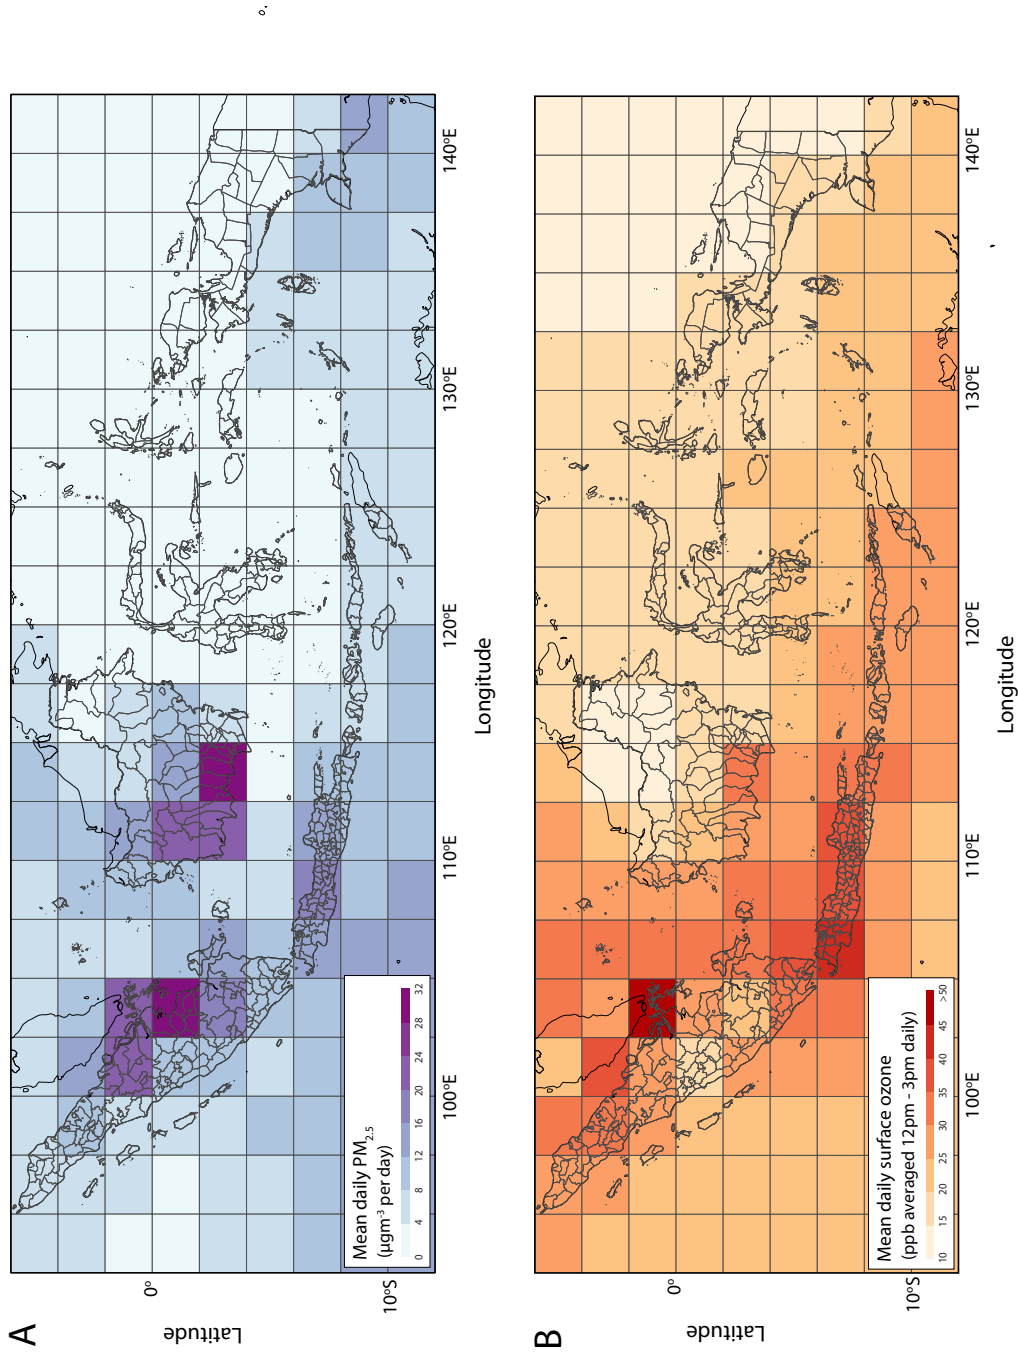 A
Latitude
0°
10°S
140°E
130°E
120°E
110°E
100°E
Longitude
Mean daily PM2.5
(μgm⁻³ per day)
0 4 8 12 16 20 24 28 32
B
Latitude
0°
10°S
140°E
130°E
120°E
110°E
100°E
Longitude
Mean daily surface ozone
(ppb averaged 12pm - 3pm daily)
10 15 20 25 30 35 40 45 >50